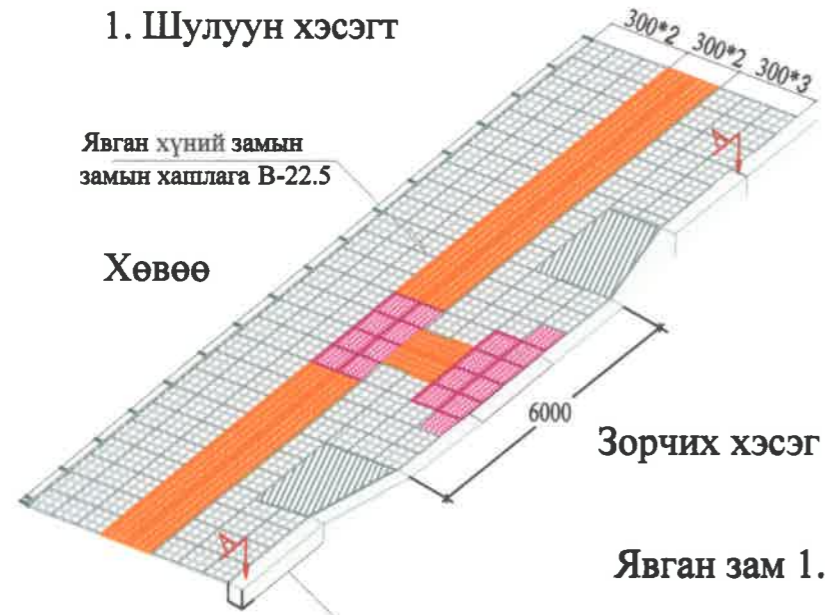 1. Шулуун хэсэгт
300*2 300*2 300*3
Явган хүний замын
замын хашлага В-22.5
Хөвөө
6000
Зорчих хэсэг
Явган зам 1.